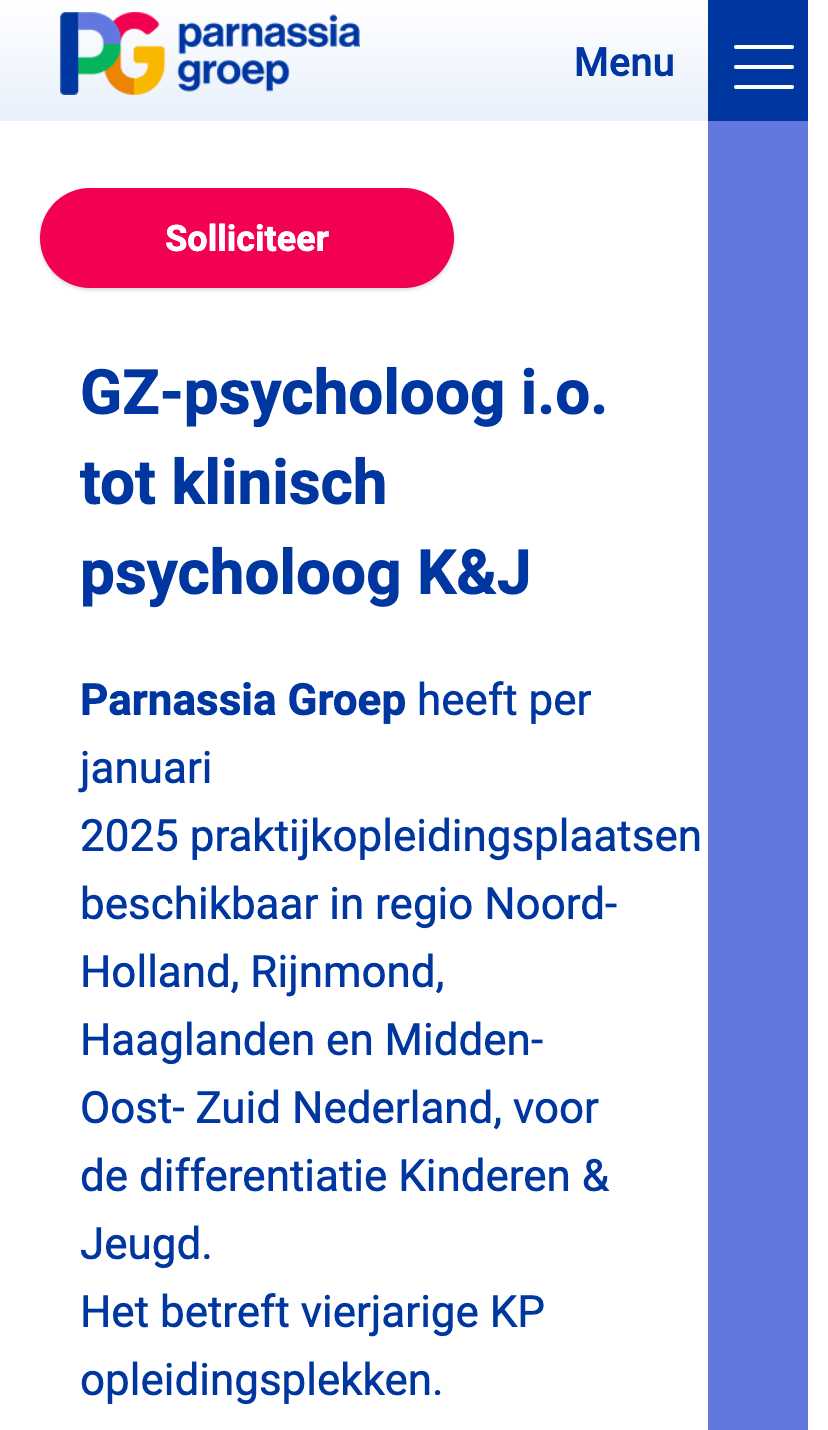 parnassia
groep
Menu
Solliciteer
GZ-psycholoog i.o.
tot klinisch
psycholoog K&J
Parnassia Groep heeft per
januari
2025 praktijkopleidingsplaatsen
beschikbaar in regio Noord-
Holland, Rijnmond,
Haaglanden en Midden-
Oost- Zuid Nederland, voor
de differentiatie Kinderen &
Jeugd.
Het betreft vierjarige KP
opleidingsplekken.